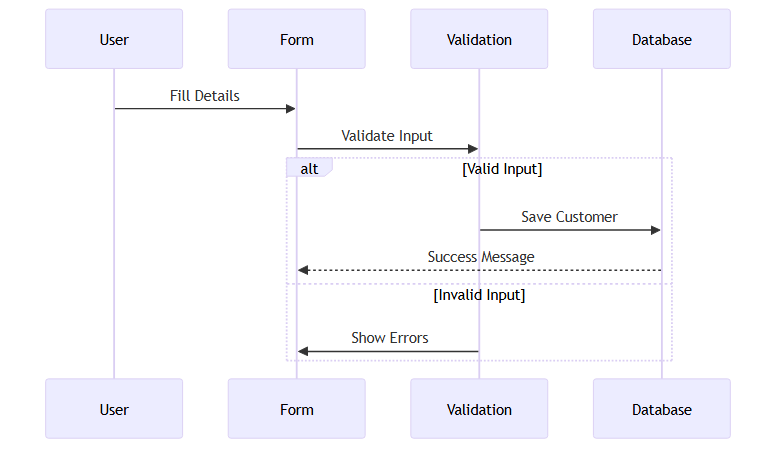 User Form Validation Database
Fill Details
Validate Input
alt [Valid Input]
Save Customer
Success Message
[Invalid Input]
Show Errors
User Form Validation Database